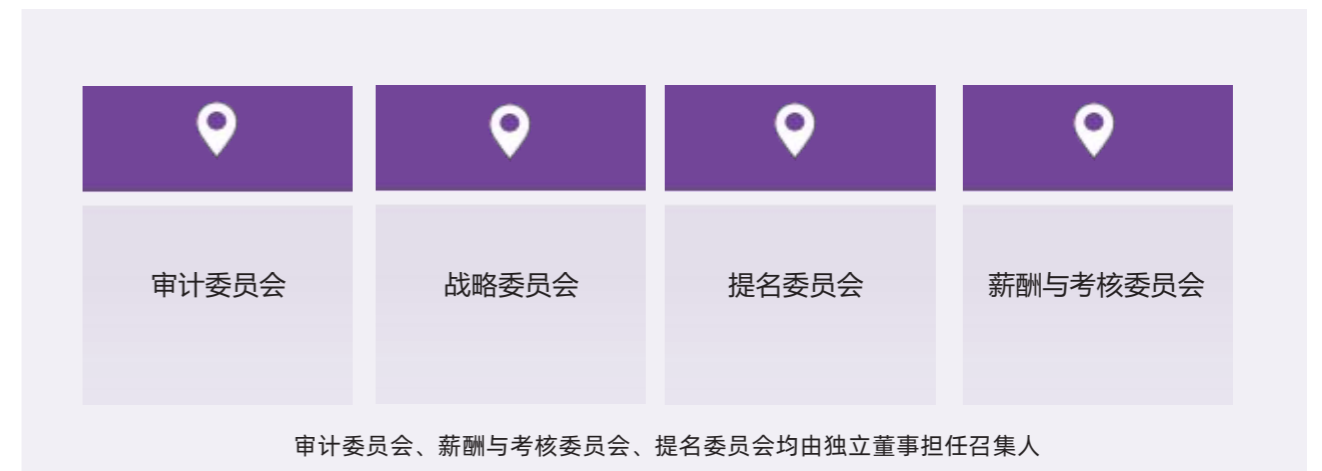 审计委员会
战略委员会
提名委员会
薪酬与考核委员会
审计委员会、薪酬与考核委员会、提名委员会均由独立董事担任召集人